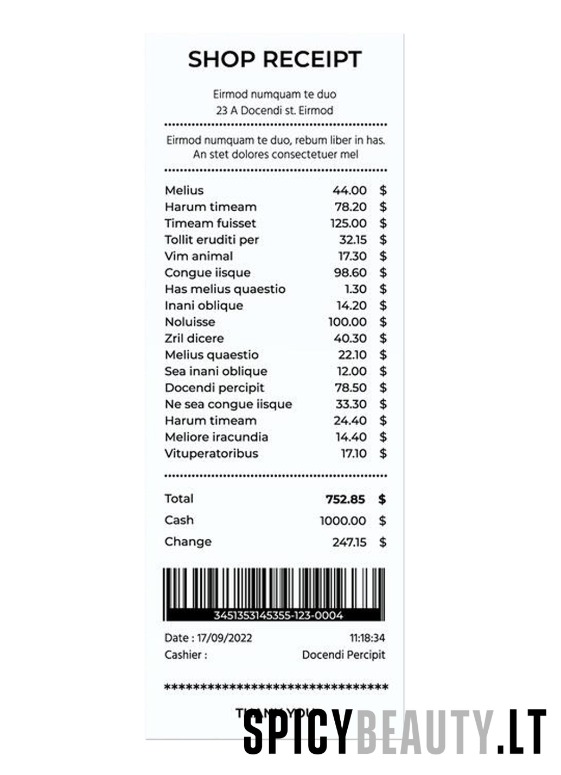 SHOP RECEIPT
Eirmod numquam te duo
23 A Docendi st. Eirmod
Eirmod numquam te duo, rebum liber in has.
An stet dolores consectetuer mel
Melius 44.00 $
Harum timeam 78.20 $
Timeam fuisset 125.00 $
Tollit eruditi per 32.15 $
Vim animal 17.30 $
Congue iisque 98.60 $
Has melius quaestio 1.30 $
Inani oblique 14.20 $
Noluisse 100.00 $
Zril dicere 40.30 $
Melius quaestio 22.10 $
Sea inani oblique 12.00 $
Docendi percipit 78.50 $
Ne sea congue iisque 33.30 $
Harum timeam 24.40 $
Meliore iracundia 14.40 $
Vituperatoribus 17.10 $
Total 752.85 $
Cash 1000.00 $
Change 247.15 $
3451353145355-123-0004
Date : 17/09/2022 11:18:34
Cashier : Docendi Percipit
******************************
THANK YOU
SPICYBEAUTY.LT